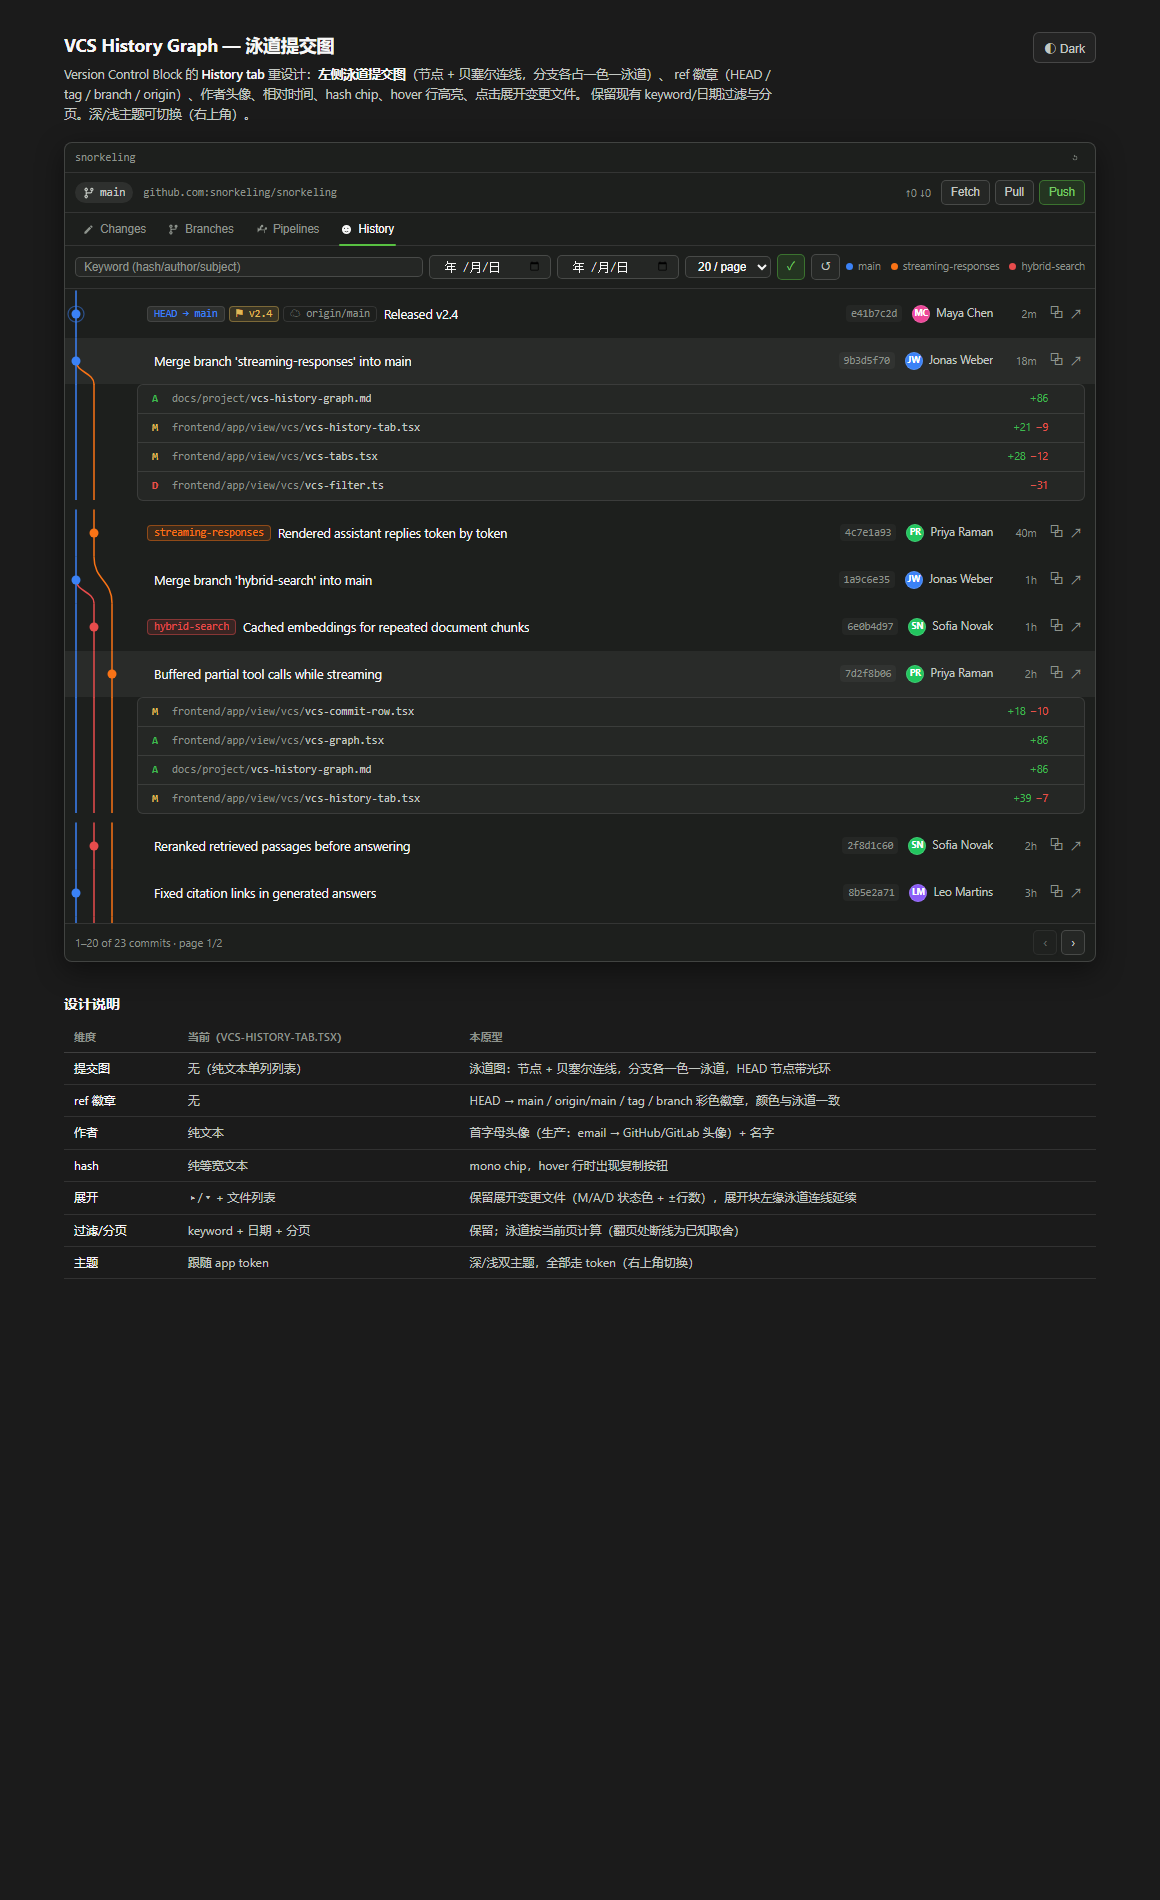 VCS History Graph — 泳道提交图
◐ Dark
Version Control Block 的 History tab 重设计：左侧泳道提交图（节点 + 贝塞尔连线，分支各占一色一泳道）、 ref 徽章（HEAD /
tag / branch / origin）、作者头像、相对时间、hash chip、hover 行高亮、点击展开变更文件。 保留现有 keyword/日期过滤与分
页。深/浅主题可切换（右上角）。
snorkeling
main github.com:snorkeling/snorkeling ↑0 ↓0 Fetch Pull Push
Changes Branches Pipelines History
Keyword (hash/author/subject) 年 /月/日 年 /月/日 20 / page ✓ ↺ main streaming-responses hybrid-search
HEAD → main ⚑ v2.4 origin/main Released v2.4 e41b7c2d MC Maya Chen 2m ↗
Merge branch 'streaming-responses' into main 9b3d5f70 JW Jonas Weber 18m ↗
A docs/project/vcs-history-graph.md +86
M frontend/app/view/vcs/vcs-history-tab.tsx +21 −9
M frontend/app/view/vcs/vcs-tabs.tsx +28 −12
D frontend/app/view/vcs/vcs-filter.ts −31
streaming-responses Rendered assistant replies token by token 4c7e1a93 PR Priya Raman 40m ↗
Merge branch 'hybrid-search' into main 1a9c6e35 JW Jonas Weber 1h ↗
hybrid-search Cached embeddings for repeated document chunks 6e0b4d97 SN Sofia Novak 1h ↗
Buffered partial tool calls while streaming 7d2f8b06 PR Priya Raman 2h ↗
M frontend/app/view/vcs/vcs-commit-row.tsx +18 −10
A frontend/app/view/vcs/vcs-graph.tsx +86
A docs/project/vcs-history-graph.md +86
M frontend/app/view/vcs/vcs-history-tab.tsx +39 −7
Reranked retrieved passages before answering 2f8d1c60 SN Sofia Novak 2h ↗
Fixed citation links in generated answers 8b5e2a71 LM Leo Martins 3h ↗
1–20 of 23 commits · page 1/2 ‹ ›
设计说明
维度 当前（VCS-HISTORY-TAB.TSX） 本原型
提交图 无（纯文本单列列表） 泳道图：节点 + 贝塞尔连线，分支各一色一泳道，HEAD 节点带光环
ref 徽章 无 HEAD → main / origin/main / tag / branch 彩色徽章，颜色与泳道一致
作者 纯文本 首字母头像（生产：email → GitHub/GitLab 头像）+ 名字
hash 纯等宽文本 mono chip，hover 行时出现复制按钮
展开 ▸/▾ + 文件列表 保留展开变更文件（M/A/D 状态色 + ±行数），展开块左缘泳道连线延续
过滤/分页 keyword + 日期 + 分页 保留；泳道按当前页计算（翻页处断线为已知取舍）
主题 跟随 app token 深/浅双主题，全部走 token（右上角切换）